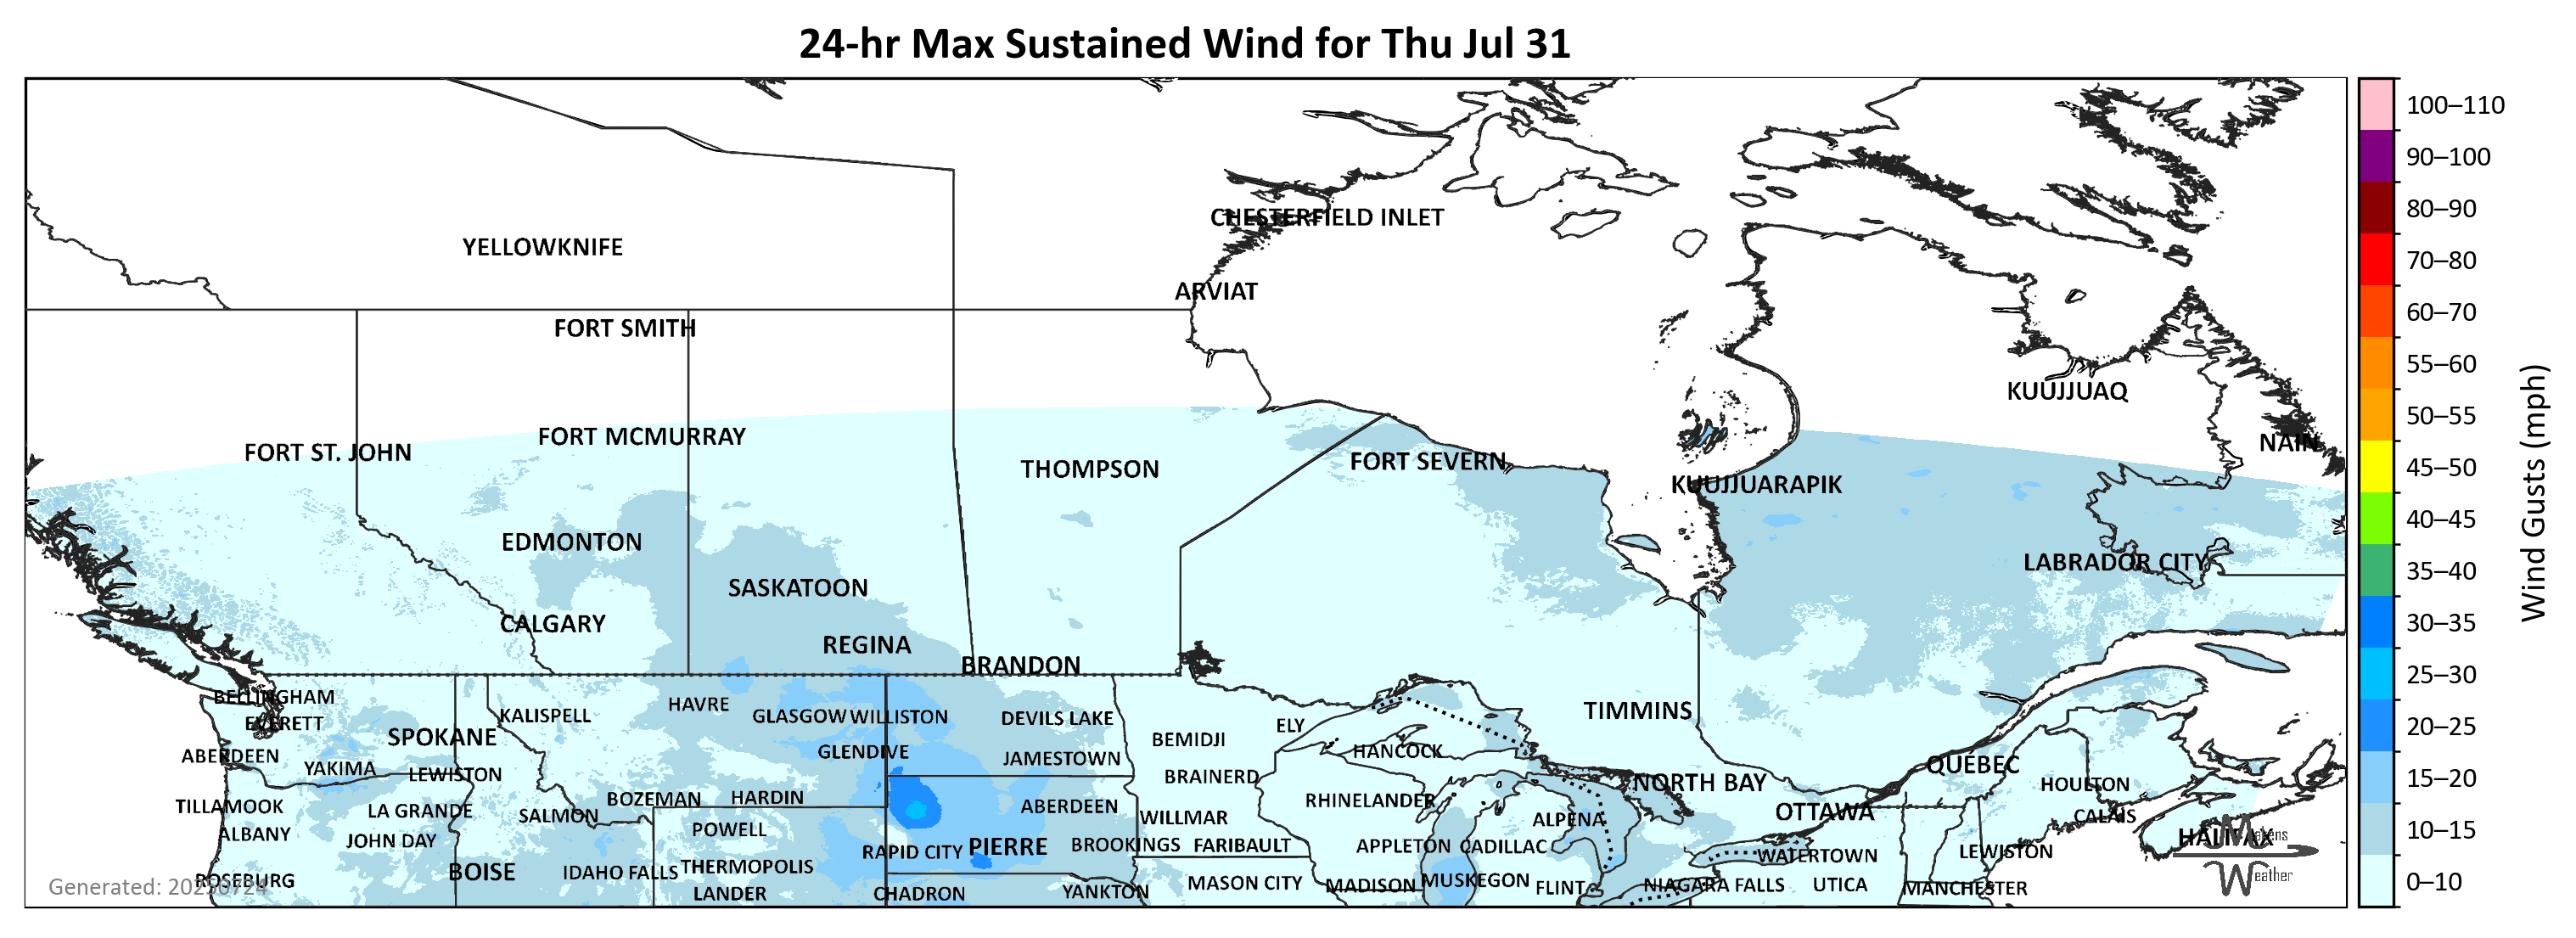 24-hr Max Sustained Wind for Thu Jul 31
100–110
90–100
80–90
70–80
60–70
55–60
50–55
45–50
40–45
35–40
30–35
25–30
20–25
15–20
10–15
0–10
Wind Gusts (mph)
CHESTERFIELD INLET
YELLOWKNIFE
ARVIAT
FORT SMITH
KUUJJUAQ
FORT MCMURRAY
NAIN
FORT ST. JOHN
FORT SEVERN
THOMPSON
KUUJJUARAPIK
EDMONTON
LABRADOR CITY
SASKATOON
CALGARY
REGINA
BRANDON
BELLINGHAM
HAVRE
TIMMINS
KALISPELL
GLASGOW
WILLISTON
DEVILS LAKE
EVERETT
ELY
SPOKANE
BEMIDJI
GLENDIVE
HANCOCK
ABERDEEN
JAMESTOWN
QUÉBEC
YAKIMA
LEWISTON
BRAINERD
NORTH BAY
HOULTON
BOZEMAN
HARDIN
RHINELANDER
TILLAMOOK
LA GRANDE
SALMON
ABERDEEN
WILLMAR
ALPENA
OTTAWA
CALAIS
ALBANY
JOHN DAY
POWELL
HALIFAX
Makens
Weather
RAPID CITY
PIERRE
BROOKINGS
FARIBAULT
APPLETON
CADILLAC
WATERTOWN
LEWISTON
BOISE
IDAHO FALLS
THERMOPOLIS
ROSEBURG
MASON CITY
MADISON
MUSKEGON
FLINT
NIAGARA FALLS
UTICA
MANCHESTER
LANDER
CHADRON
YANKTON
Generated: 20250724